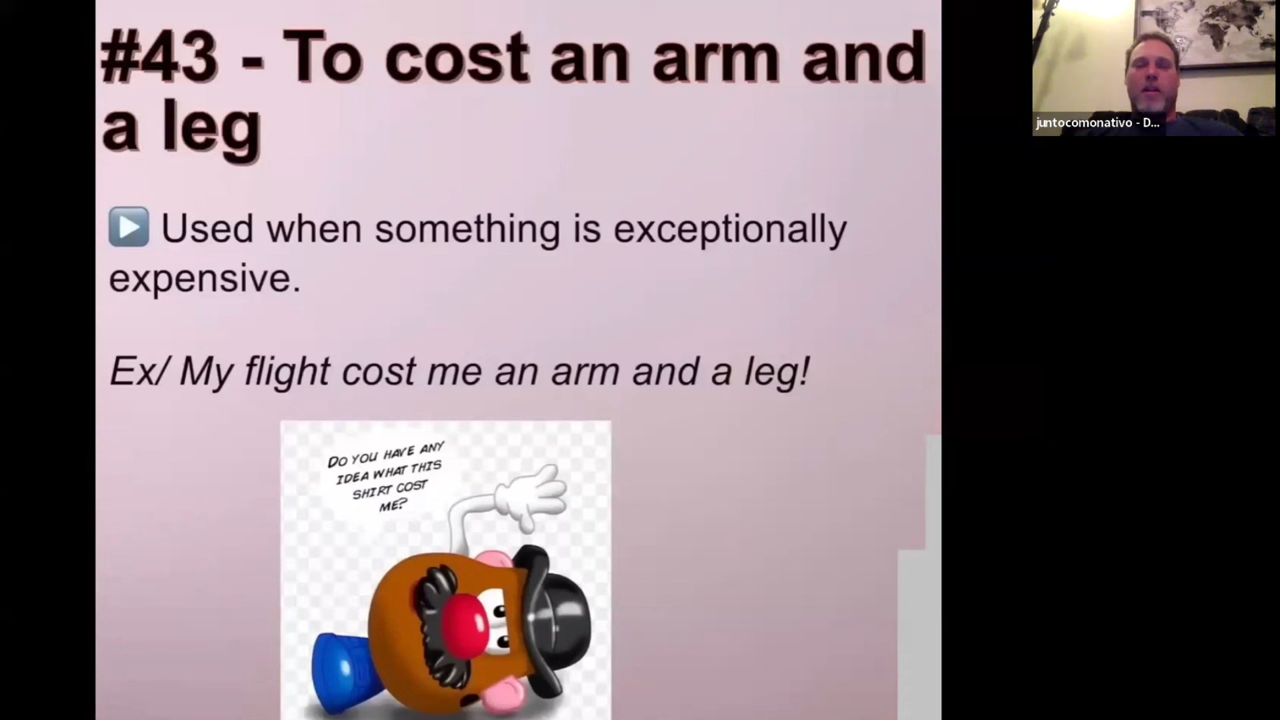 #43 - To cost an arm and
a leg
Used when something is exceptionally
expensive.
Ex/ My flight cost me an arm and a leg!
DO YOU HAVE ANY
IDEA WHAT THIS
SHIRT COST
ME?
juntocomonativo - D...